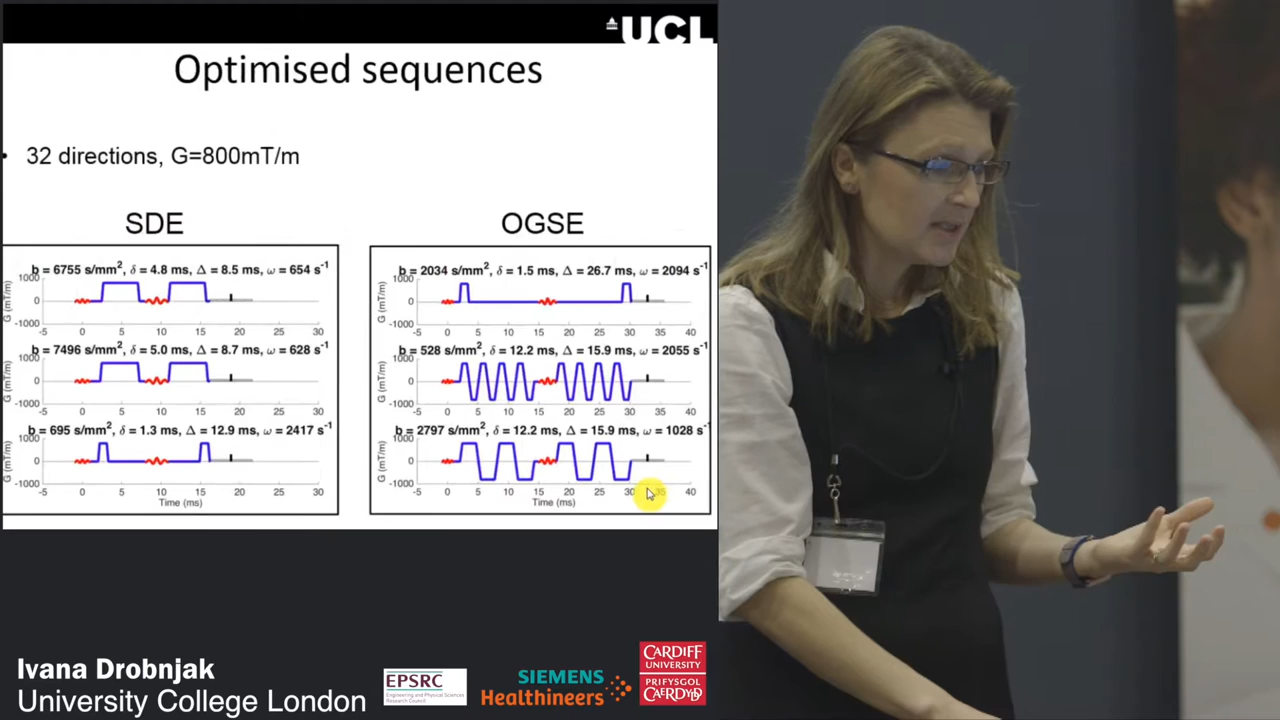 UCL
Optimised sequences
• 32 directions, G=800mT/m
SDE
b = 6755 s/mm², δ = 4.8 ms, Δ = 8.5 ms, ω = 654 s⁻¹
1000
0
-1000
G (mT/m)
-5 0 5 10 15 20 25 30
b = 7496 s/mm², δ = 5.0 ms, Δ = 8.7 ms, ω = 628 s⁻¹
1000
0
-1000
G (mT/m)
-5 0 5 10 15 20 25 30
b = 695 s/mm², δ = 1.3 ms, Δ = 12.9 ms, ω = 2417 s⁻¹
1000
0
-1000
G (mT/m)
-5 0 5 10 15 20 25 30
Time (ms)
OGSE
b = 2034 s/mm², δ = 1.5 ms, Δ = 26.7 ms, ω = 2094 s⁻¹
1000
0
-1000
G (mT/m)
-5 0 5 10 15 20 25 30 35 40
b = 528 s/mm², δ = 12.2 ms, Δ = 15.9 ms, ω = 2055 s⁻¹
1000
0
-1000
G (mT/m)
-5 0 5 10 15 20 25 30 35 40
b = 2797 s/mm², δ = 12.2 ms, Δ = 15.9 ms, ω = 1028 s⁻¹
1000
0
-1000
G (mT/m)
-5 0 5 10 15 20 25 30 35 40
Time (ms)
Ivana Drobnjak
University College London
EPSRC
Engineering and Physical Sciences
Research Council
SIEMENS
Healthineers
CARDIFF
UNIVERSITY
PRIFYSGOL
CAERDYDD